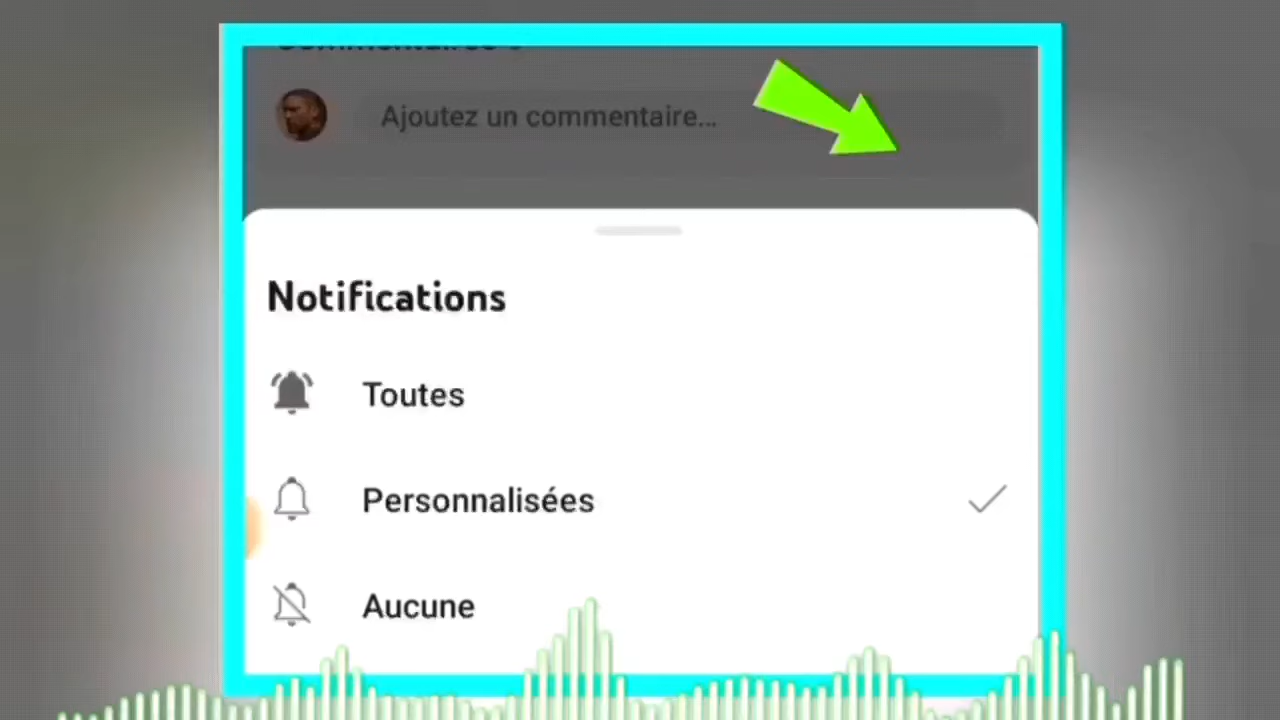 Ajoutez un commentaire...
Notifications
Toutes
Personnalisées
Aucune